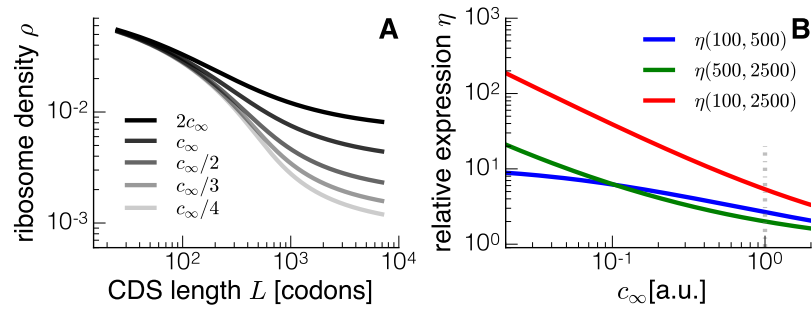 A
ribosome density ρ
10⁻²
10⁻³
2c∞
c∞
c∞/2
c∞/3
c∞/4
10² 10³ 10⁴
CDS length L [codons]
B
relative expression η
10³
10²
10¹
10⁰
η(100, 500)
η(500, 2500)
η(100, 2500)
10⁻¹ 10⁰
c∞[a.u.]